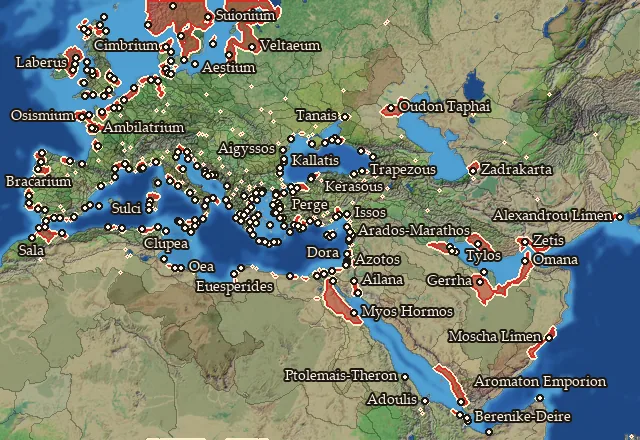 Suionium
Cimbrium
Veltaeum
Laberus
Aestium
Oudon Taphai
Osismium
Tanais
Ambilatrium
Aigyssos
Kallatis
Trapezous
Zadrakarta
Bracarium
Kerasous
Perge
Sulci
Issos
Alexandrou Limen
Arados-Marathos
Sala
Clupea
Zetis
Dora
Tylos
Omana
Azotos
Oea
Euesperides
Ailana
Gerrha
Myos Hormos
Moscha Limen
Ptolemais-Theron
Aromaton Emporion
Adoulis
Berenike-Deire